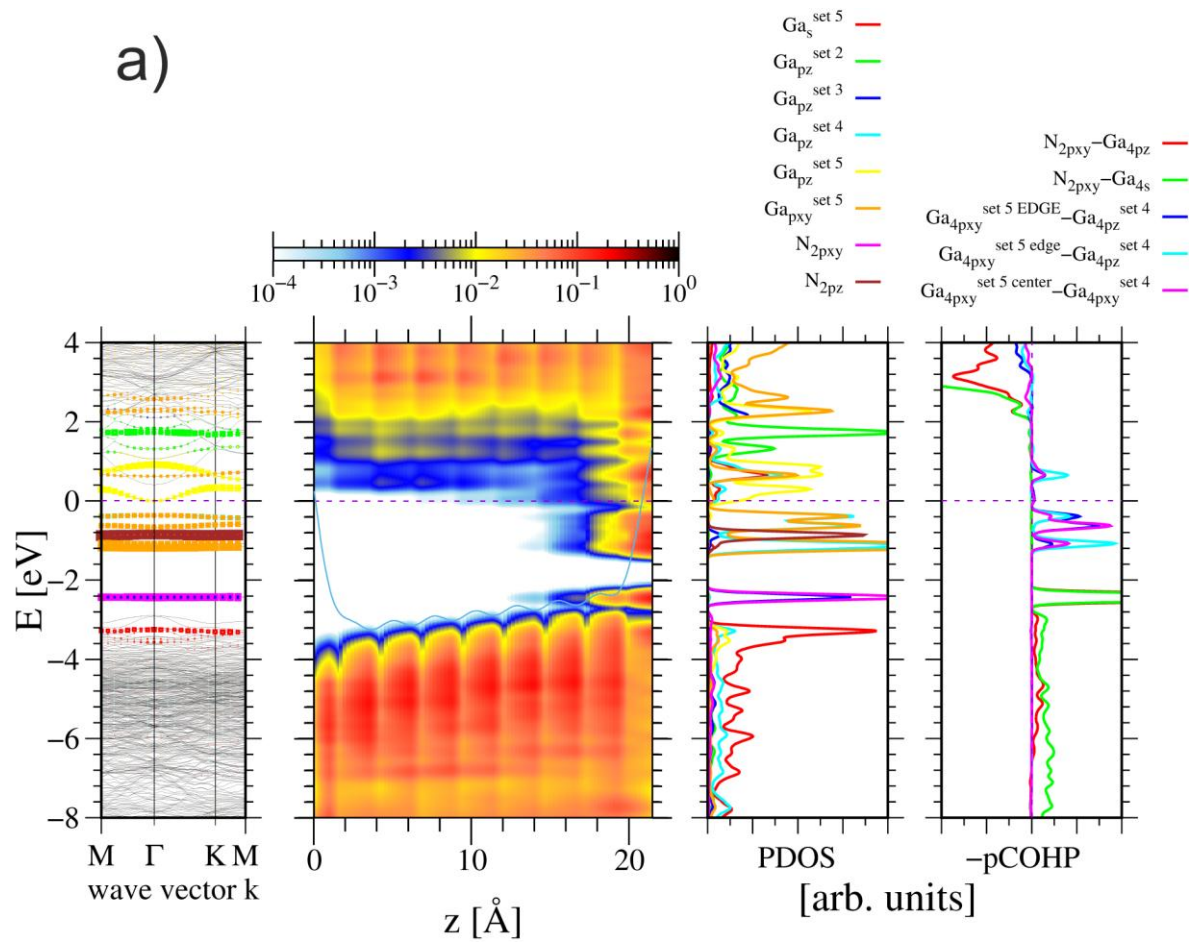 a)
Ga_s^set 5
Ga_pz^set 2
Ga_pz^set 3
Ga_pz^set 4
Ga_pz^set 5
Ga_pxy^set 5
N_2pxy
N_2pz
N_2pxy–Ga_4pz
N_2pxy–Ga_4s
Ga_4pxy^set 5 EDGE–Ga_4pz^set 4
Ga_4pxy^set 5 edge–Ga_4pz^set 4
Ga_4pxy^set 5 center–Ga_4pxy^set 4
10^−4 10^−3 10^−2 10^−1 10^0
E [eV]
4
2
0
−2
−4
−6
−8
M Γ K M
wave vector k
0 10 20
z [Å]
PDOS
−pCOHP
[arb. units]